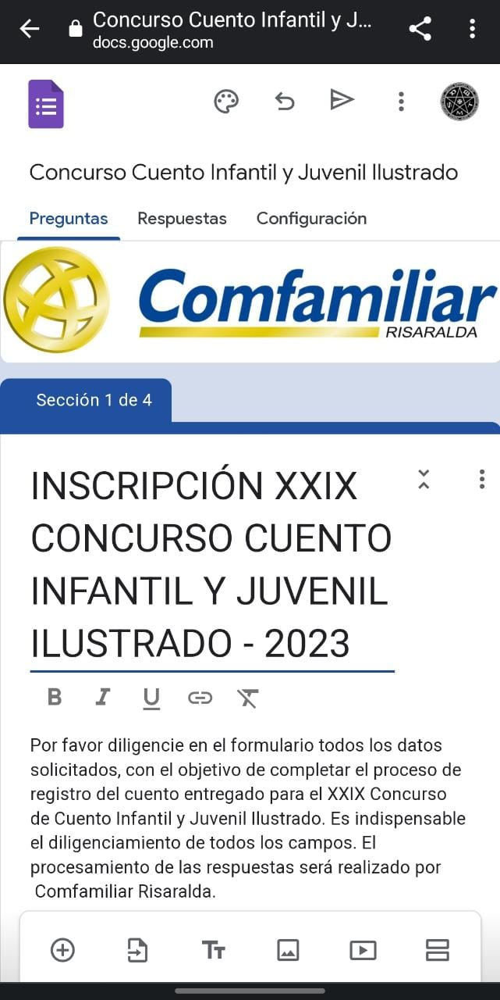 Concurso Cuento Infantil y J...
docs.google.com
Concurso Cuento Infantil y Juvenil Ilustrado
Preguntas Respuestas Configuración
Comfamiliar
RISARALDA
Sección 1 de 4
INSCRIPCIÓN XXIX
CONCURSO CUENTO
INFANTIL Y JUVENIL
ILUSTRADO - 2023
B I U
Por favor diligencie en el formulario todos los datos
solicitados, con el objetivo de completar el proceso de
registro del cuento entregado para el XXIX Concurso
de Cuento Infantil y Juvenil Ilustrado. Es indispensable
el diligenciamiento de todos los campos. El
procesamiento de las respuestas será realizado por
Comfamiliar Risaralda.
Tт